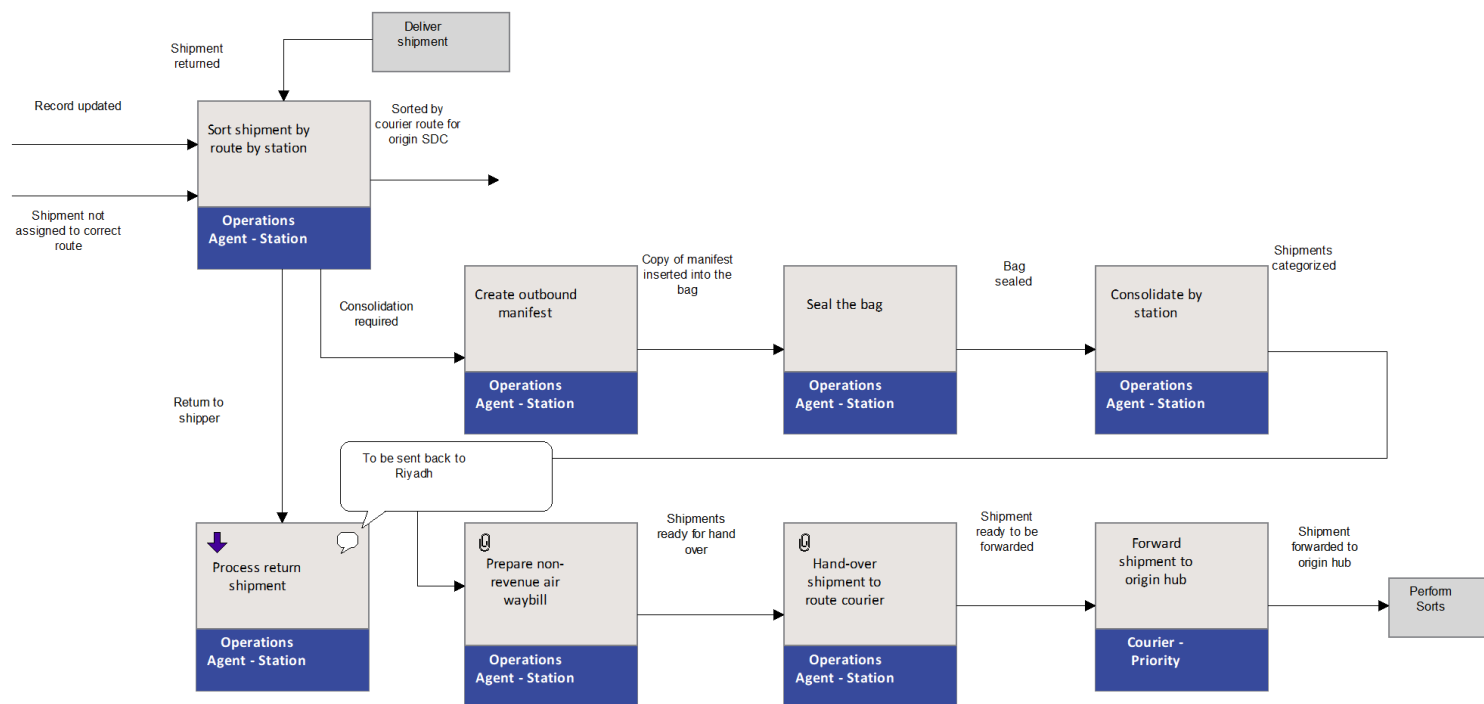 Deliver
shipment
Shipment
returned
Record updated
Sort shipment by
route by station
Sorted by
courier route for
origin SDC
Shipment not
assigned to correct
route
Operations
Agent - Station
Consolidation
required
Create outbound
manifest
Operations
Agent - Station
Copy of manifest
inserted into the
bag
Seal the bag
Operations
Agent - Station
Bag
sealed
Consolidate by
station
Operations
Agent - Station
Shipments
categorized
Return to
shipper
To be sent back to
Riyadh
Process return
shipment
Operations
Agent - Station
Prepare non-
revenue air
waybill
Operations
Agent - Station
Shipments
ready for hand
over
Hand-over
shipment to
route courier
Operations
Agent - Station
Shipment
ready to be
forwarded
Forward
shipment to
origin hub
Courier -
Priority
Shipment
forwarded to
origin hub
Perform
Sorts